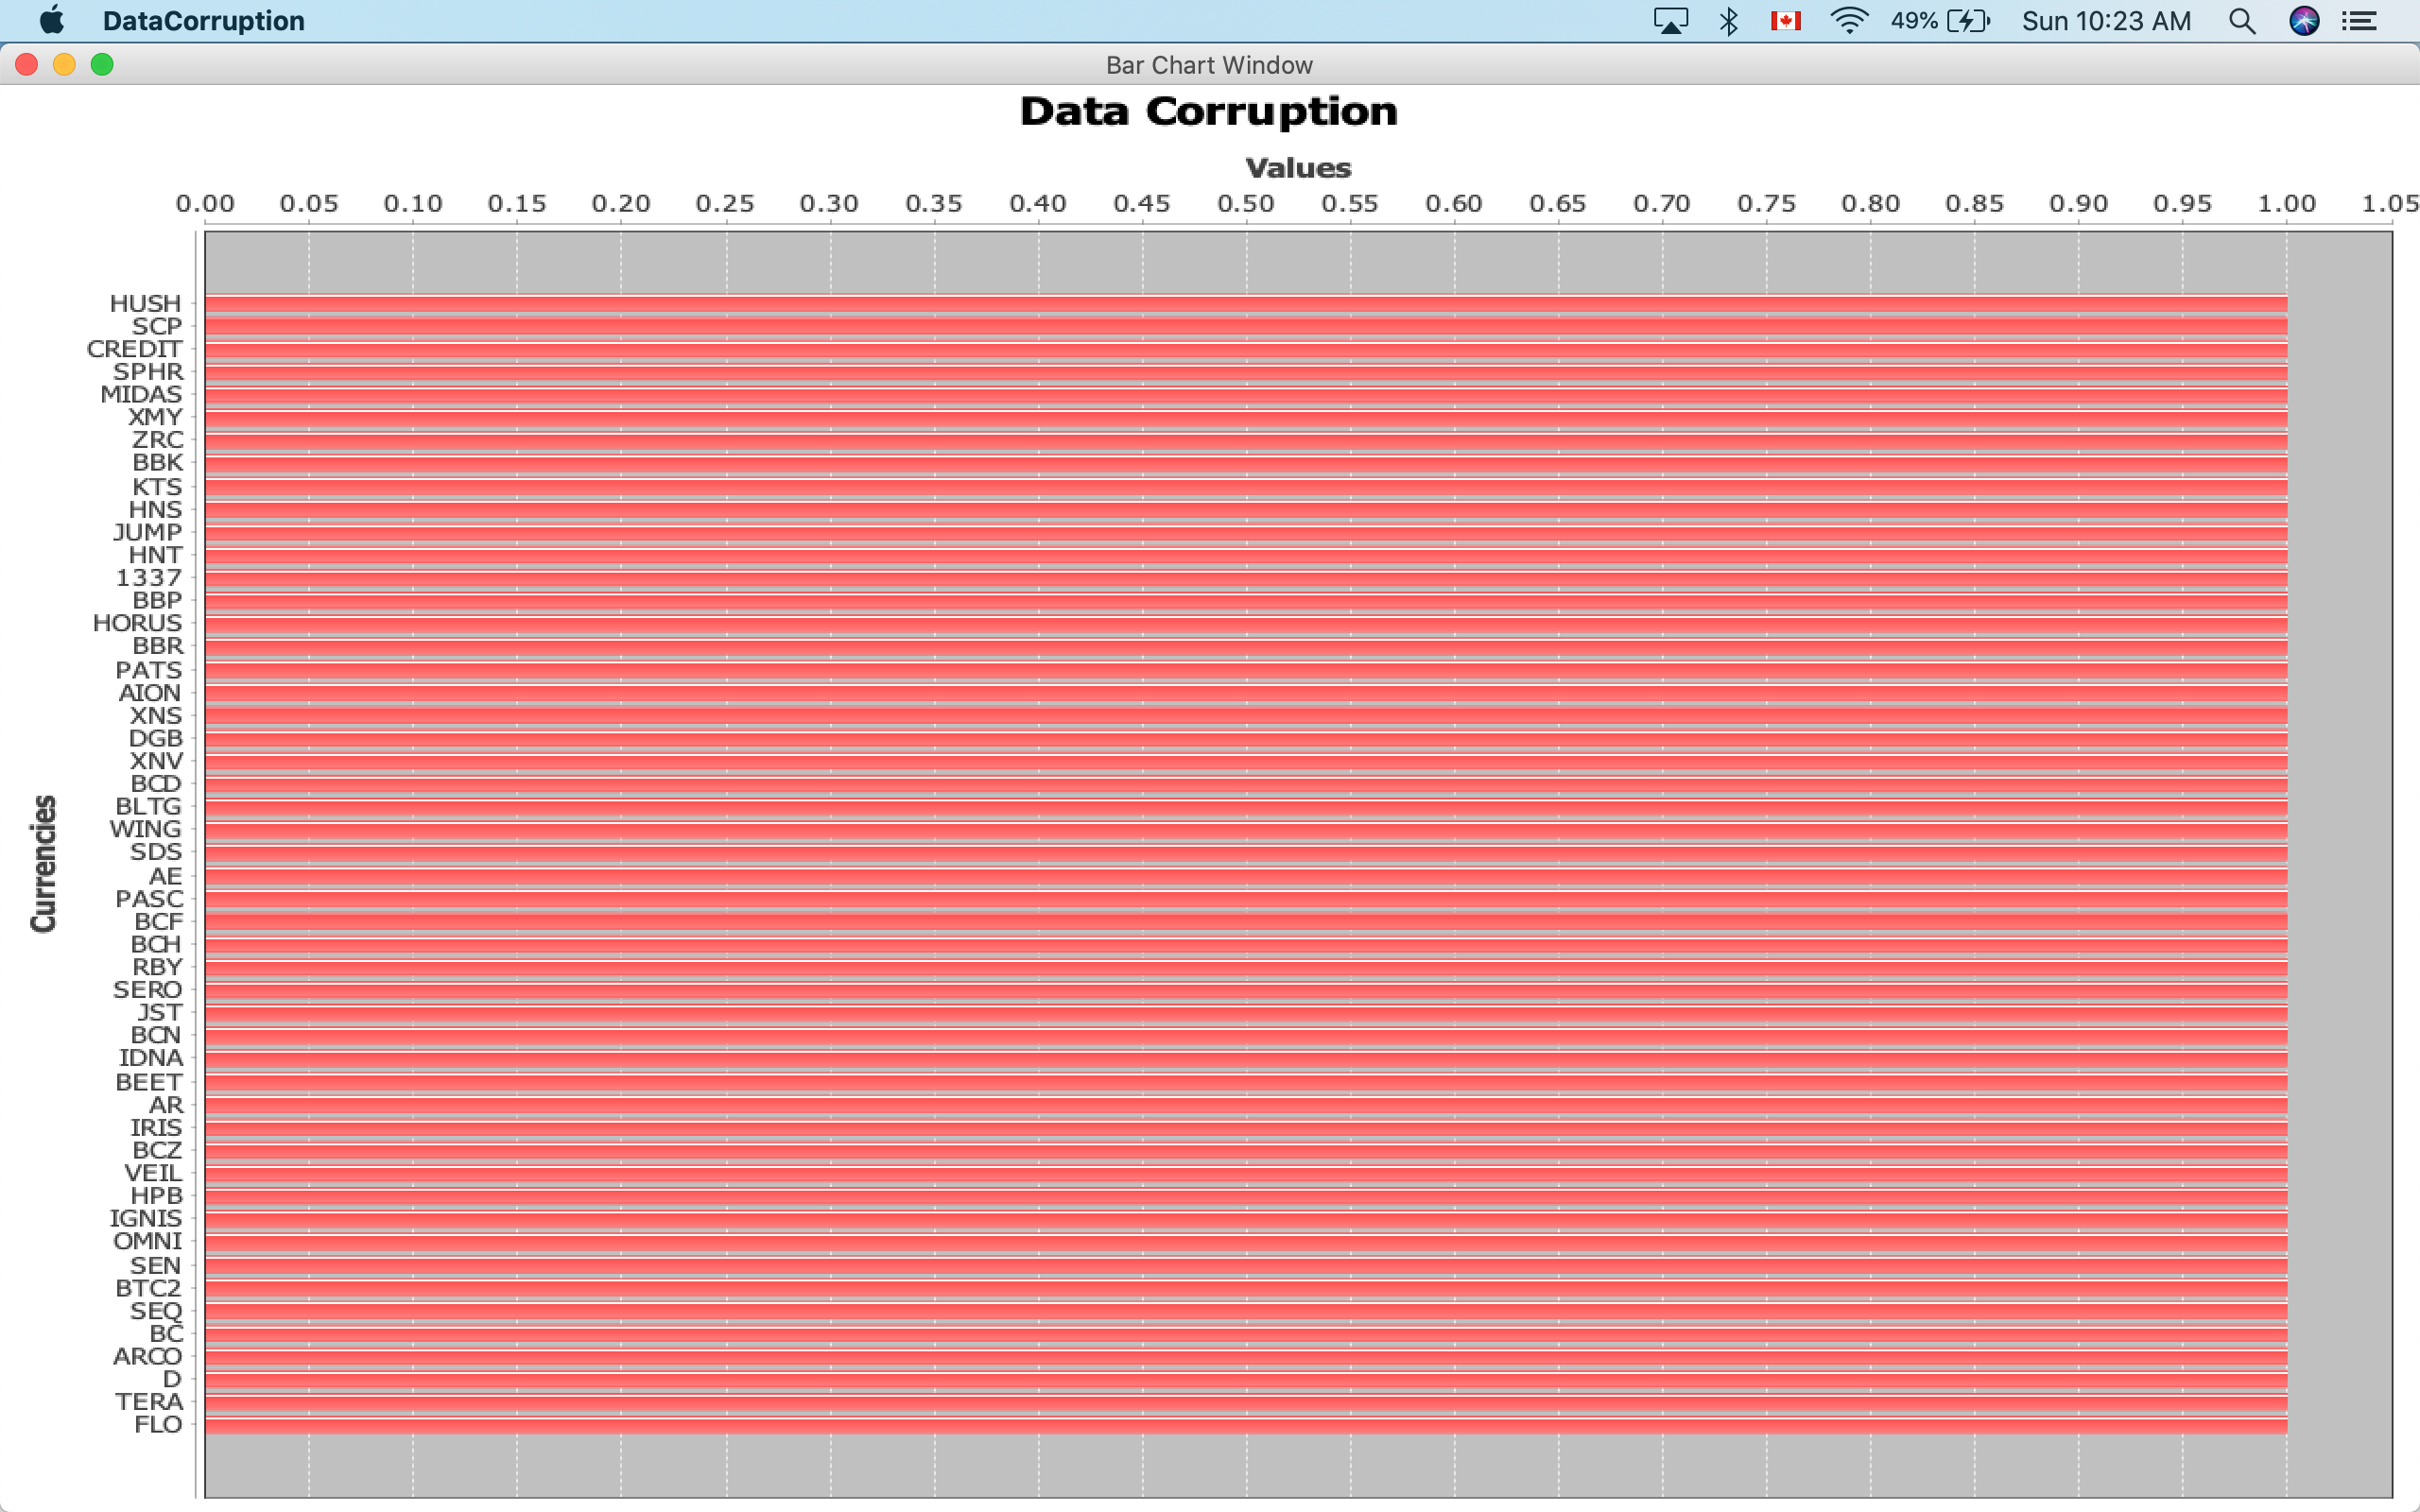 DataCorruption 49% Sun 10:23 AM
Bar Chart Window
Data Corruption
Values
0.00 0.05 0.10 0.15 0.20 0.25 0.30 0.35 0.40 0.45 0.50 0.55 0.60 0.65 0.70 0.75 0.80 0.85 0.90 0.95 1.00 1.05
Currencies
HUSH
SCP
CREDIT
SPHR
MIDAS
XMY
ZRC
BBK
KTS
HNS
JUMP
HNT
1337
BBP
HORUS
BBR
PATS
AION
XNS
DGB
XNV
BCD
BLTG
WING
SDS
AE
PASC
BCF
BCH
RBY
SERO
JST
BCN
IDNA
BEET
AR
IRIS
BCZ
VEIL
HPB
IGNIS
OMNI
SEN
BTC2
SEQ
BC
ARCO
D
TERA
FLO